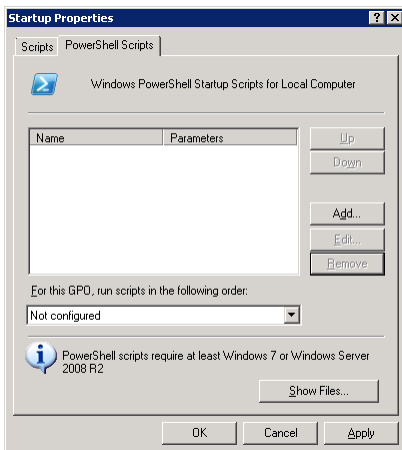 Startup Properties
Scripts
PowerShell Scripts
Windows PowerShell Startup Scripts for Local Computer
Name
Parameters
Up
Down
Add...
Edit...
Remove
For this GPO, run scripts in the following order:
Not configured
PowerShell scripts require at least Windows 7 or Windows Server
2008 R2
Show Files...
OK
Cancel
Apply